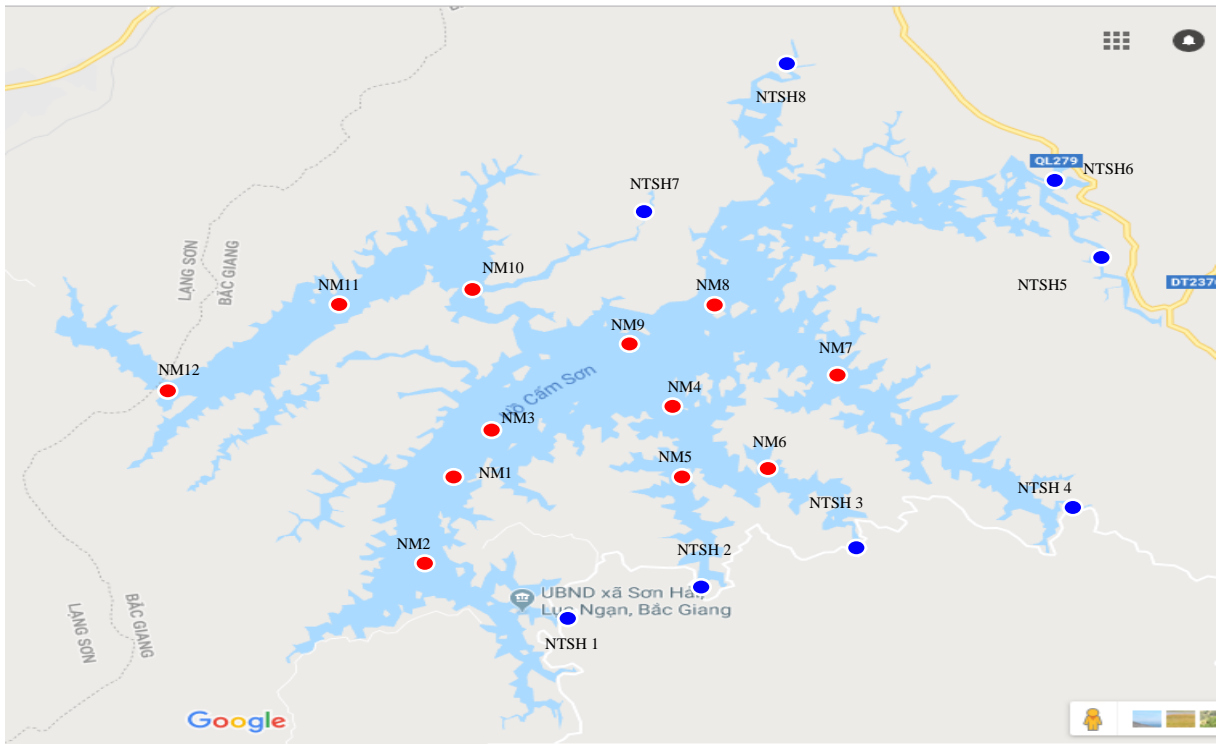 NTSH8
QL279
NTSH6
NTSH7
LẠNG SƠN
BẮC GIANG
NM10
NM11
NM8
NTSH5
DT237
NM9
NM12
NM7
Hồ Cấm Sơn
NM4
NM3
NM6
NM1
NM5
NTSH 3
NTSH 4
NM2
NTSH 2
UBND xã Sơn Hải,
Lục Ngạn, Bắc Giang
LẠNG SƠN
BẮC GIANG
NTSH 1
Google